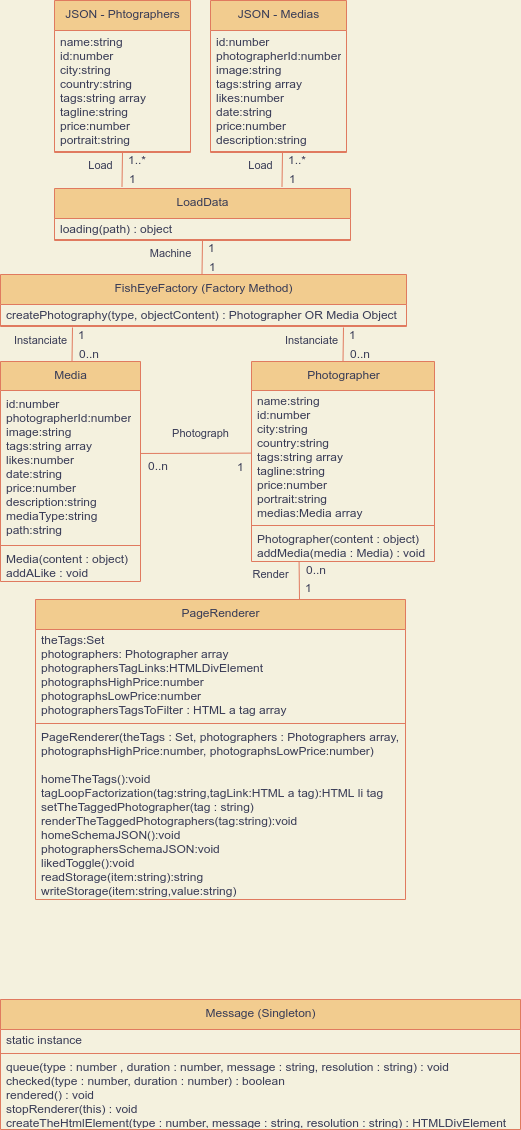 JSON - Phtographers
name:string
id:number
city:string
country:string
tags:string array
tagline:string
price:number
portrait:string
JSON - Medias
id:number
photographerId:number
image:string
tags:string array
likes:number
date:string
price:number
description:string
Load
1..*
1
Load
1..*
1
LoadData
loading(path) : object
Machine
1
1
FishEyeFactory (Factory Method)
createPhotography(type, objectContent) : Photographer OR Media Object
Instanciate
1
0..n
Instanciate
1
0..n
Media
id:number
photographerId:number
image:string
tags:string array
likes:number
date:string
price:number
description:string
mediaType:string
path:string
Media(content : object)
addALike : void
Photograph
0..n
1
Photographer
name:string
id:number
city:string
country:string
tags:string array
tagline:string
price:number
portrait:string
medias:Media array
Photographer(content : object)
addMedia(media : Media) : void
Render
0..n
1
PageRenderer
theTags:Set
photographers: Photographer array
photographersTagLinks:HTMLDivElement
photographsHighPrice:number
photographsLowPrice:number
photographersTagsToFilter : HTML a tag array
PageRenderer(theTags : Set, photographers : Photographers array,
photographsHighPrice:number, photographsLowPrice:number)
homeTheTags():void
tagLoopFactorization(tag:string,tagLink:HTML a tag):HTML li tag
setTheTaggedPhotographer(tag : string)
renderTheTaggedPhotographers(tag:string):void
homeSchemaJSON():void
photographersSchemaJSON:void
likedToggle():void
readStorage(item:string):string
writeStorage(item:string,value:string)
Message (Singleton)
static instance
queue(type : number , duration : number, message : string, resolution : string) : void
checked(type : number, duration : number) : boolean
rendered() : void
stopRenderer(this) : void
createTheHtmlElement(type : number, message : string, resolution : string) : HTMLDivElement